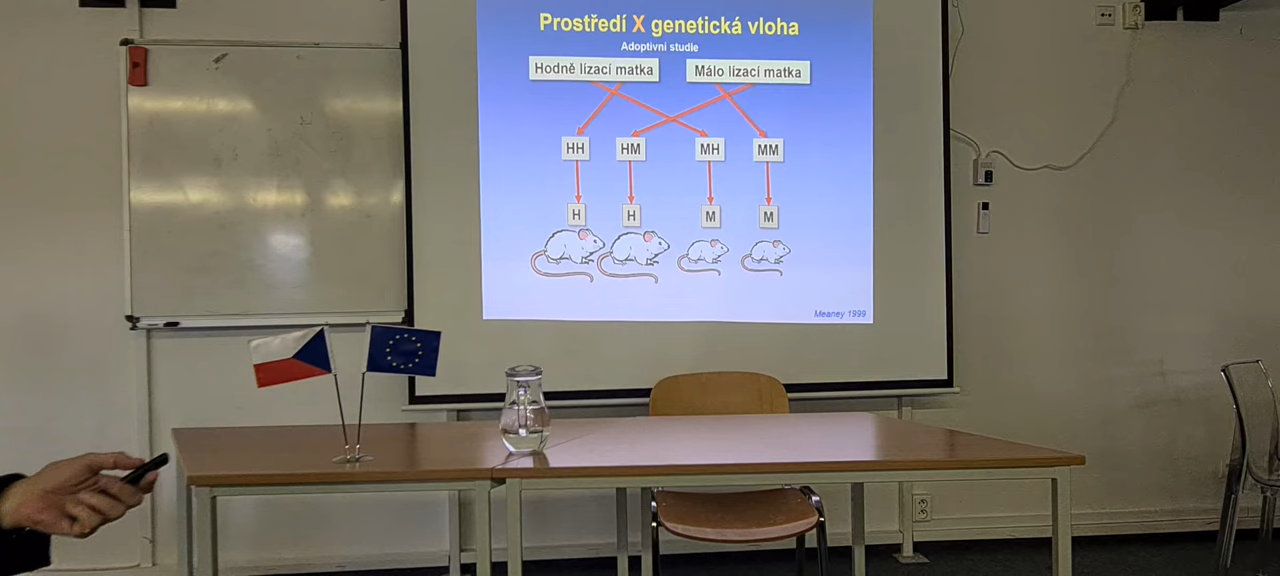 Prostředí X genetická vloha
Adoptivní studie
Hodně lízací matka
Málo lízací matka
HH
HM
MH
MM
H
H
M
M
Meaney 1999